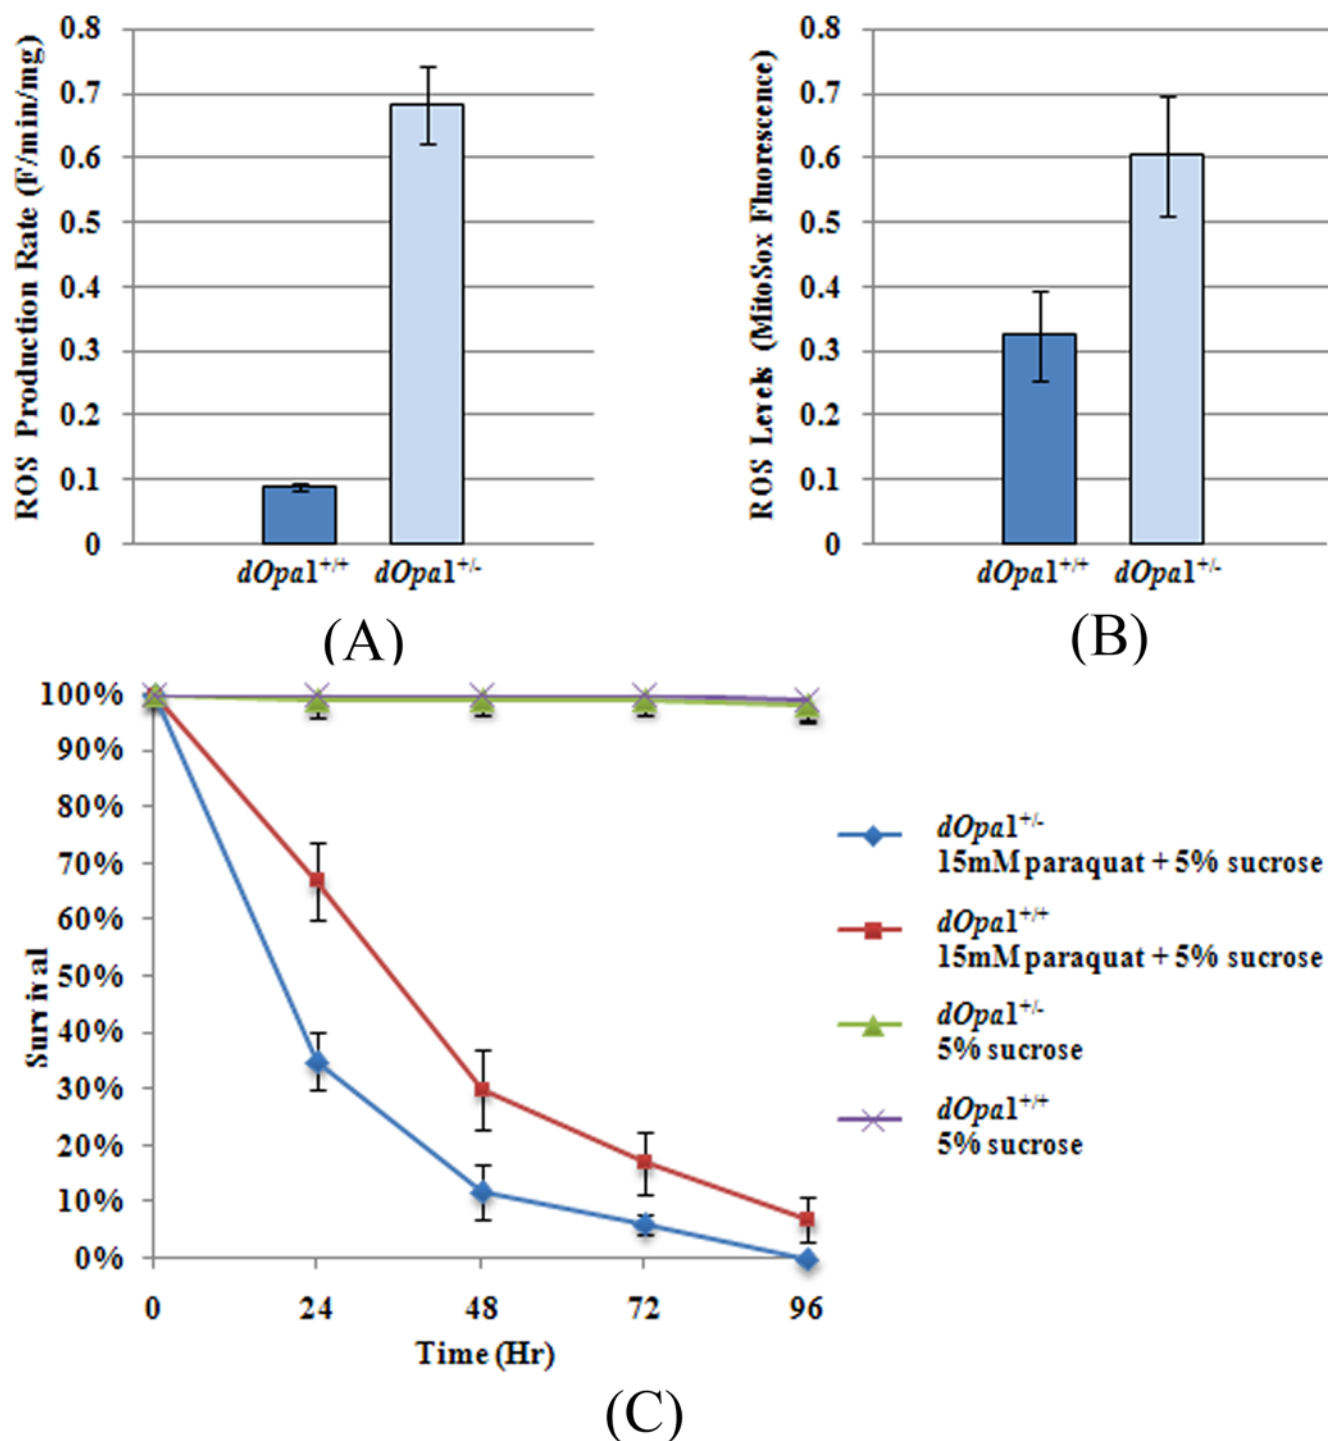 ROS Production Rate (F/min/mg)
0.8
0.7
0.6
0.5
0.4
0.3
0.2
0.1
0
dOpa1+/+ dOpa1+/-
(A)
ROS Levels (MitoSox Fluorescence)
0.8
0.7
0.6
0.5
0.4
0.3
0.2
0.1
0
dOpa1+/+ dOpa1+/-
(B)
Survival
100%
90%
80%
70%
60%
50%
40%
30%
20%
10%
0%
0 24 48 72 96
Time (Hr)
dOpa1+/-
15mM paraquat + 5% sucrose
dOpa1+/+
15mM paraquat + 5% sucrose
dOpa1+/-
5% sucrose
dOpa1+/+
5% sucrose
(C)